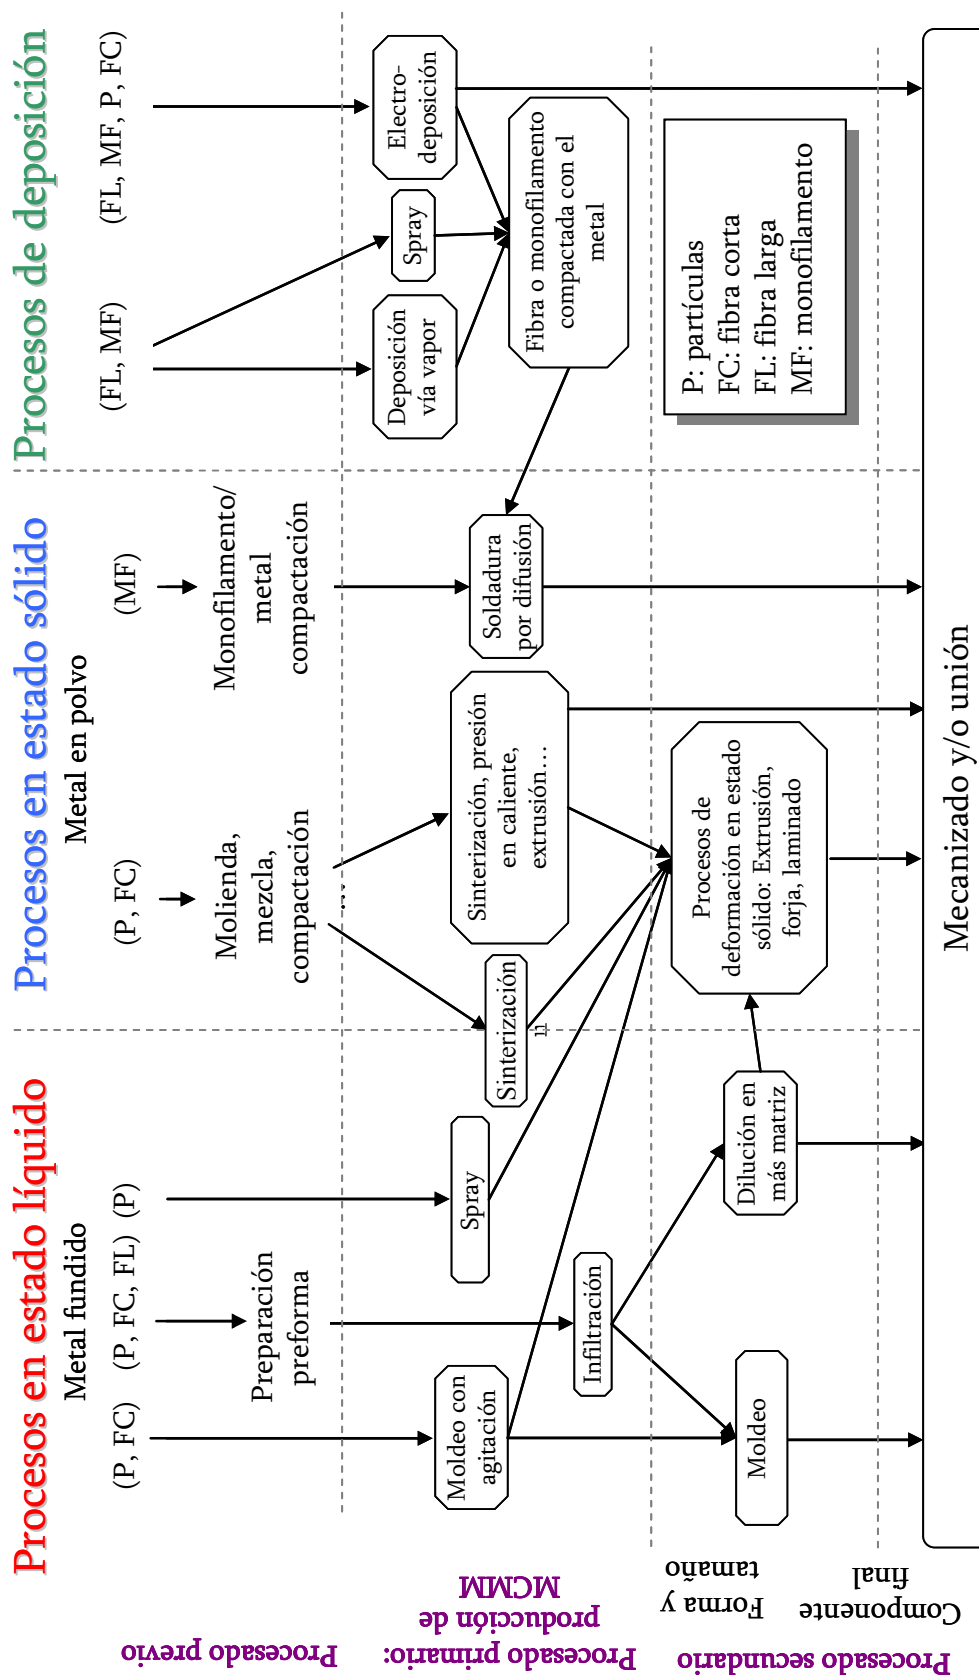 Procesos en estado líquido
Metal fundido
(P, FC)
(P, FC, FL)
(P)
Preparación
preforma
Moldeo con
agitación
Infiltración
Spray
Moldeo
Dilución en
más matriz
Procesos en estado sólido
Metal en polvo
(P, FC)
(MF)
Molienda,
mezcla,
compactación
...
Monofilamento/
metal
compactación
Sinterización
n
Sinterización, presión
en caliente,
extrusión…
Soldadura
por difusión
Procesos de
deformación en estado
sólido: Extrusión,
forja, laminado
Procesos de deposición
(FL, MF)
(FL, MF, P, FC)
Deposición
vía vapor
Spray
Electro-
deposición
Fibra o monofilamento
compactada con el
metal
P: partículas
FC: fibra corta
FL: fibra larga
MF: monofilamento
Mecanizado y/o unión
Procesado previo
Procesado primario:
producción de
MCMM
Procesado secundario
Forma y
tamaño
Componente
final